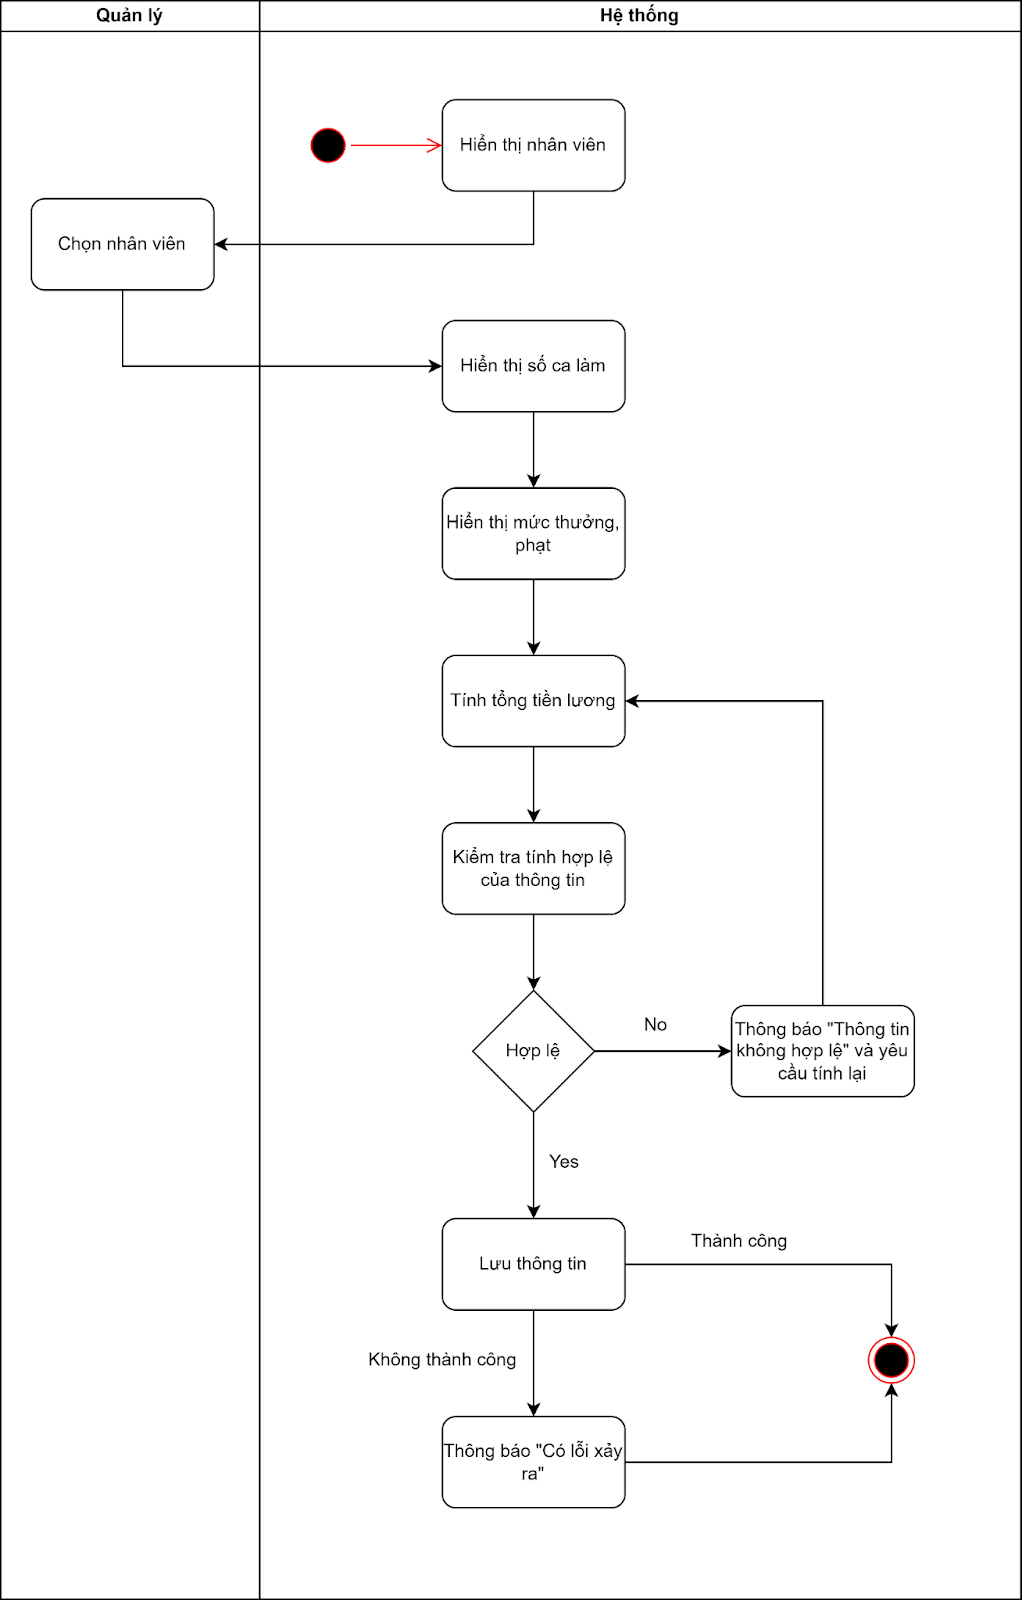 Quản lý
Hệ thống
Hiển thị nhân viên
Chọn nhân viên
Hiển thị số ca làm
Hiển thị mức thưởng,
phạt
Tính tổng tiền lương
Kiểm tra tính hợp lệ
của thông tin
Hợp lệ
No
Thông báo "Thông tin
không hợp lệ" và yêu
cầu tính lại
Yes
Lưu thông tin
Thành công
Không thành công
Thông báo "Có lỗi xảy
ra"